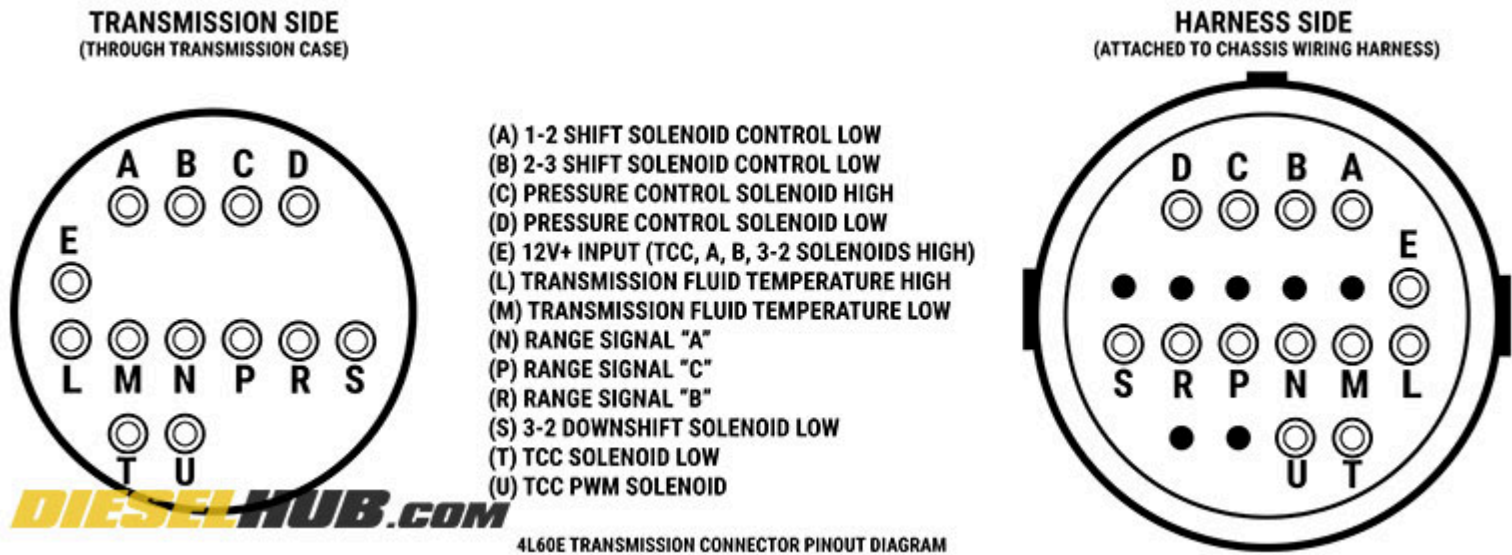 TRANSMISSION SIDE
(THROUGH TRANSMISSION CASE)
A B C D
E
L M N P R S
T U
(A) 1-2 SHIFT SOLENOID CONTROL LOW
(B) 2-3 SHIFT SOLENOID CONTROL LOW
(C) PRESSURE CONTROL SOLENOID HIGH
(D) PRESSURE CONTROL SOLENOID LOW
(E) 12V+ INPUT (TCC, A, B, 3-2 SOLENOIDS HIGH)
(L) TRANSMISSION FLUID TEMPERATURE HIGH
(M) TRANSMISSION FLUID TEMPERATURE LOW
(N) RANGE SIGNAL "A"
(P) RANGE SIGNAL "C"
(R) RANGE SIGNAL "B"
(S) 3-2 DOWNSHIFT SOLENOID LOW
(T) TCC SOLENOID LOW
(U) TCC PWM SOLENOID
HARNESS SIDE
(ATTACHED TO CHASSIS WIRING HARNESS)
D C B A
E
S R P N M L
U T
DIESELHUB.COM
4L60E TRANSMISSION CONNECTOR PINOUT DIAGRAM